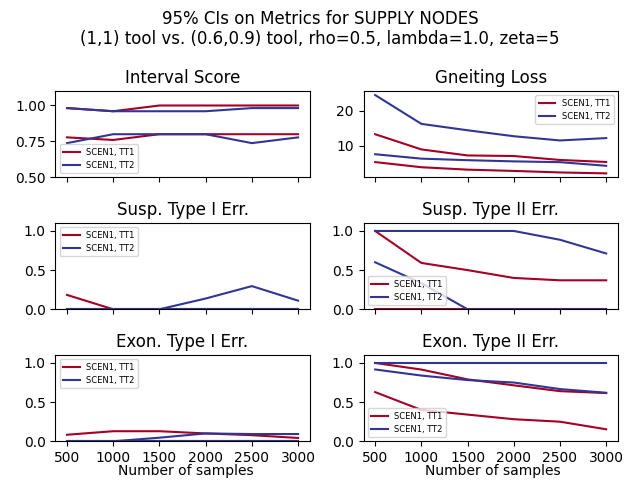 95% CIs on Metrics for SUPPLY NODES
(1,1) tool vs. (0.6,0.9) tool, rho=0.5, lambda=1.0, zeta=5
Interval Score
1.00
0.75
0.50
SCEN1, TT1
SCEN1, TT2
Gneiting Loss
20
10
SCEN1, TT1
SCEN1, TT2
Susp. Type I Err.
1.0
0.5
0.0
SCEN1, TT1
SCEN1, TT2
Susp. Type II Err.
1.0
0.5
0.0
SCEN1, TT1
SCEN1, TT2
Exon. Type I Err.
1.0
0.5
0.0
SCEN1, TT1
SCEN1, TT2
500 1000 1500 2000 2500 3000
Number of samples
Exon. Type II Err.
1.0
0.5
0.0
SCEN1, TT1
SCEN1, TT2
500 1000 1500 2000 2500 3000
Number of samples